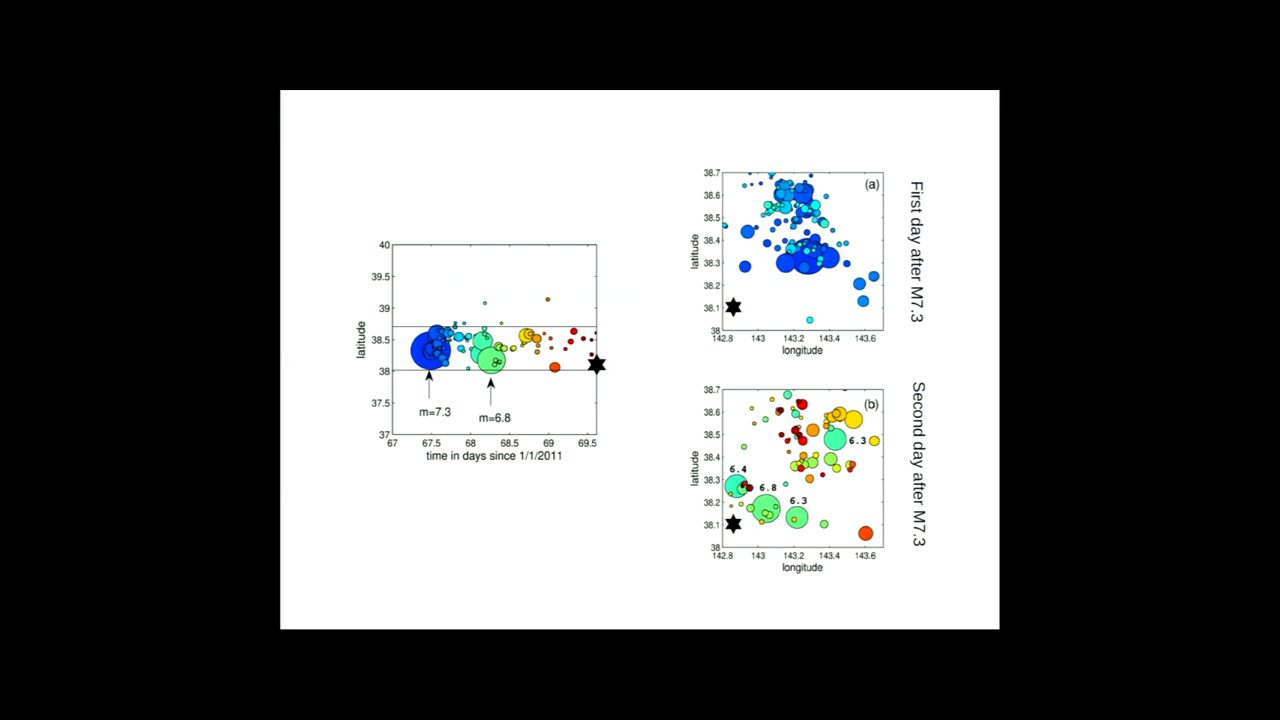 40
39.5
39
38.5
38
37.5
37
latitude
m=7.3
m=6.8
67 67.5 68 68.5 69 69.5
time in days since 1/1/2011
38.7
38.6
38.5
38.4
38.3
38.2
38.1
38
latitude
(a)
142.8 143 143.2 143.4 143.6
longitude
First day after M7.3
38.7
38.6
38.5
38.4
38.3
38.2
38.1
38
latitude
(b)
6.3
6.4
6.8
6.3
142.8 143 143.2 143.4 143.6
longitude
Second day after M7.3